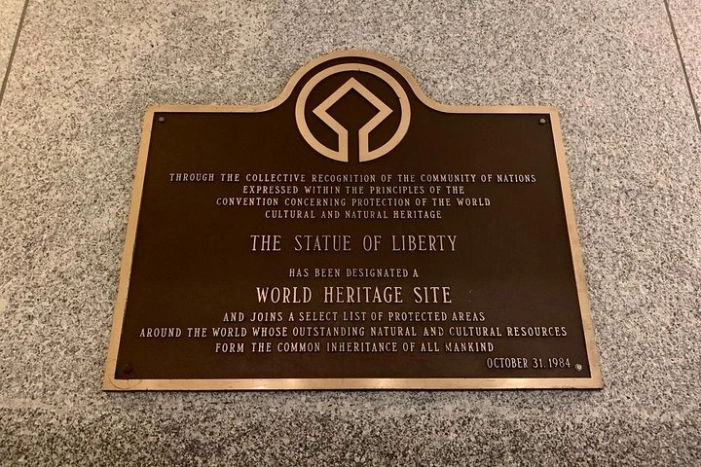 THROUGH THE COLLECTIVE RECOGNITION OF THE COMMUNITY OF NATIONS
EXPRESSED WITHIN THE PRINCIPLES OF THE
CONVENTION CONCERNING PROTECTION OF THE WORLD
CULTURAL AND NATURAL HERITAGE
THE STATUE OF LIBERTY
HAS BEEN DESIGNATED A
WORLD HERITAGE SITE
AND JOINS A SELECT LIST OF PROTECTED AREAS
AROUND THE WORLD WHOSE OUTSTANDING NATURAL AND CULTURAL RESOURCES
FORM THE COMMON INHERITANCE OF ALL MANKIND
OCTOBER 31, 1984